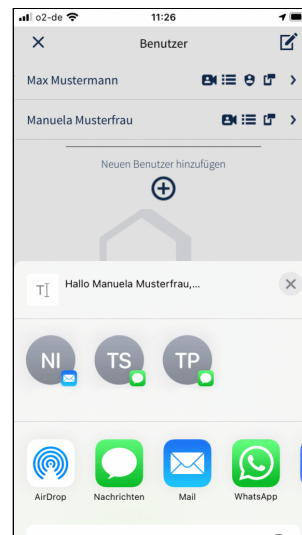 o2-de 11:26
Benutzer
Max Mustermann
Manuela Musterfrau
Neuen Benutzer hinzufügen
Hallo Manuela Musterfrau,...
NI TS TP
AirDrop Nachrichten Mail WhatsApp